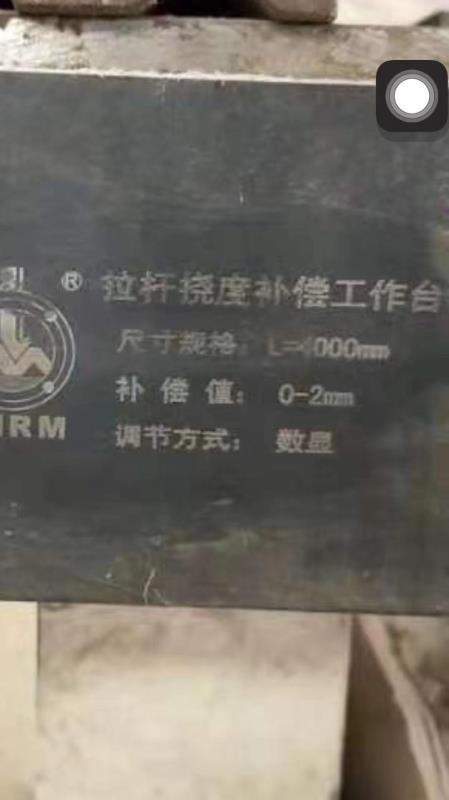 ® 拉杆挠度补偿工作台
尺寸规格: L=4000mm
补偿值: 0-2mm
调节方式: 数显
RM